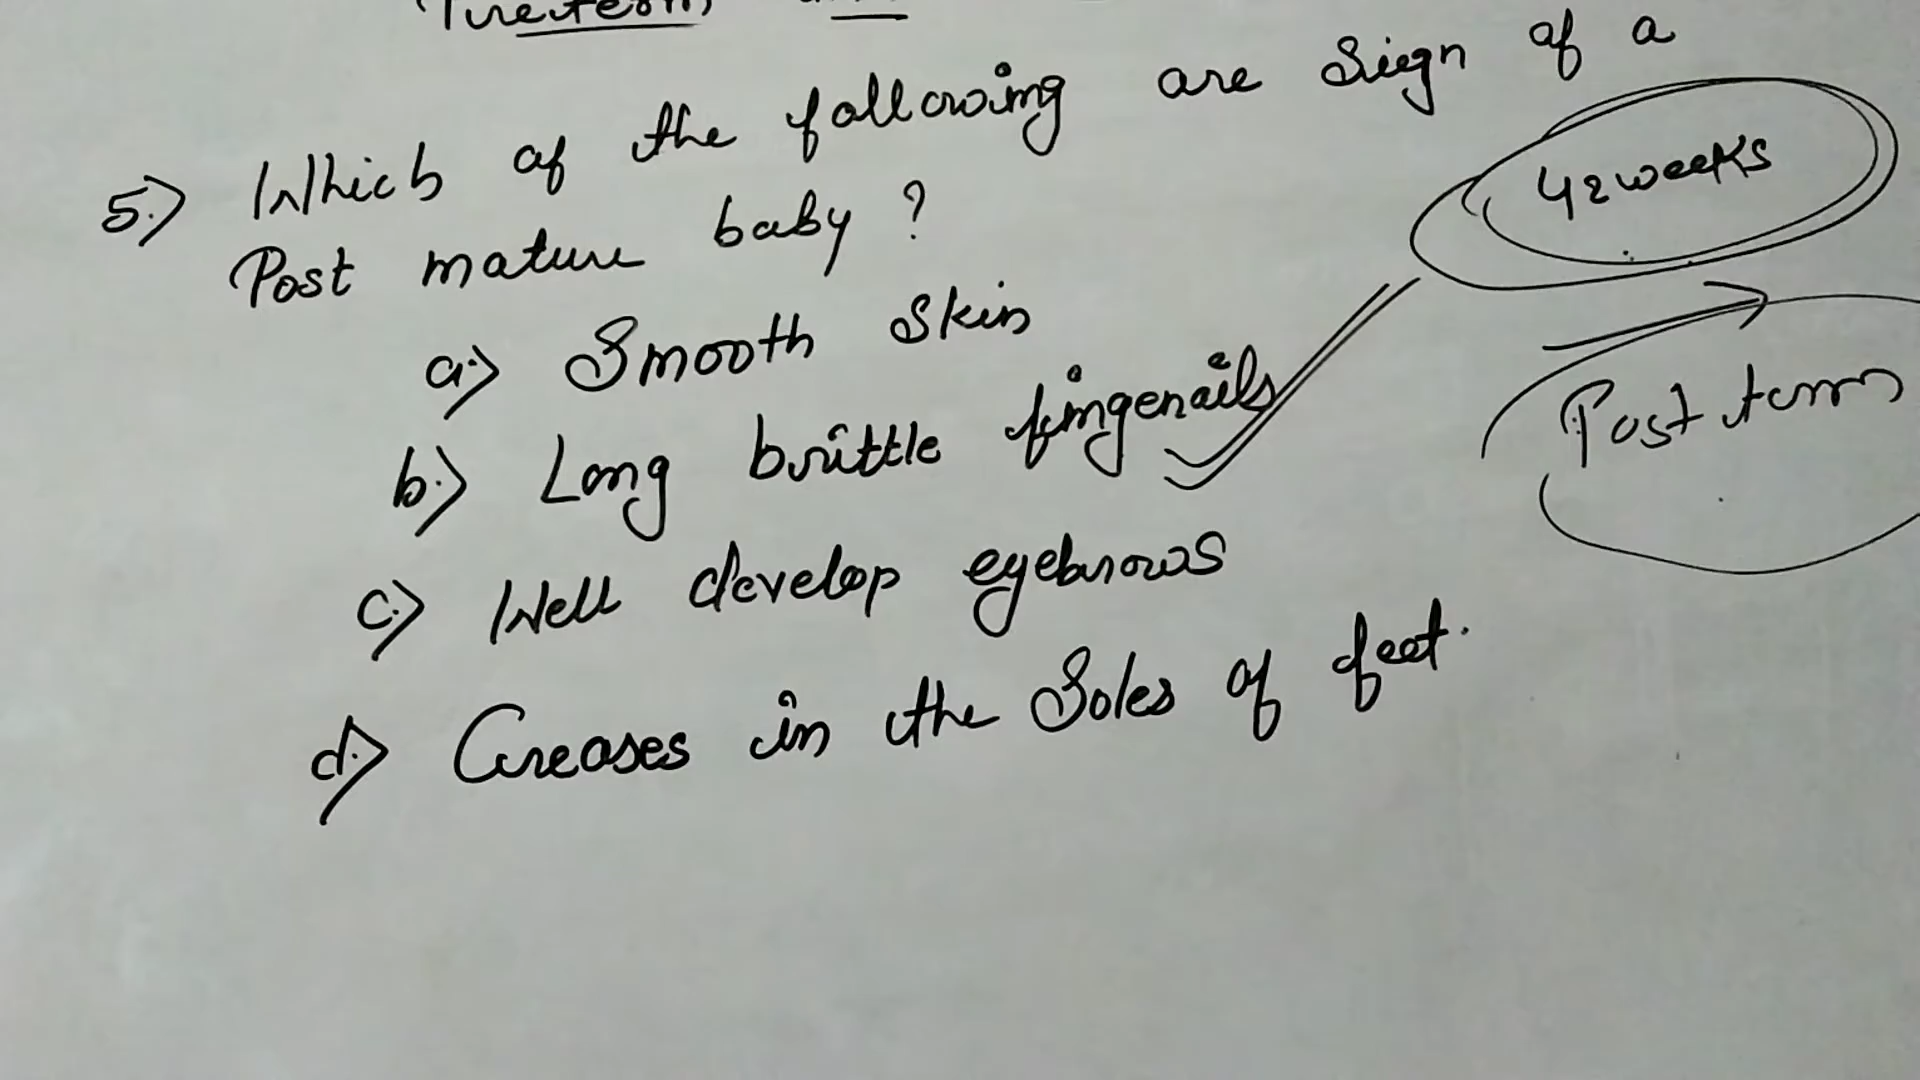 5.) Which of the following are Sign of a
Post mature baby ?
a.) Smooth Skin
b.) Long brittle fingenails
c.) Well develop eyebrows
d.) Creases in the Soles of feet.
42 weeks
Post term